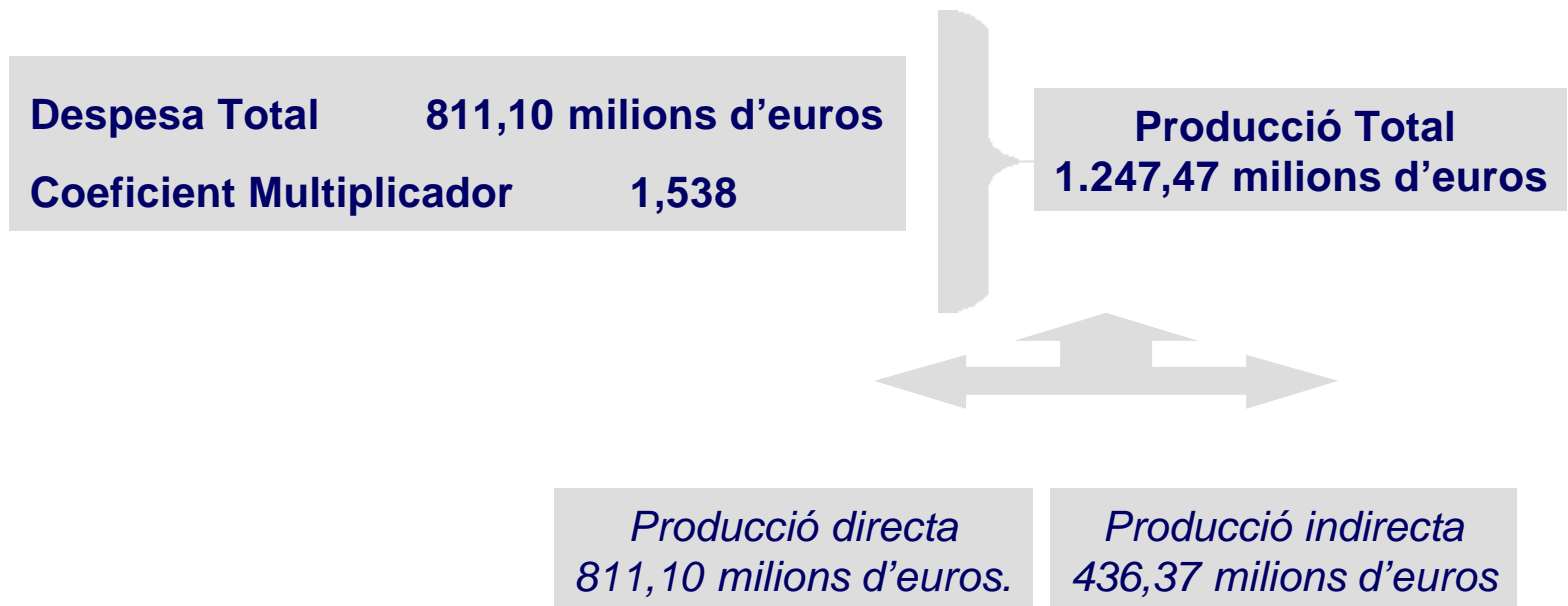 Despesa Total 811,10 milions d’euros
Coeficient Multiplicador 1,538
Producció Total
1.247,47 milions d’euros
Producció directa
811,10 milions d’euros.
Producció indirecta
436,37 milions d’euros